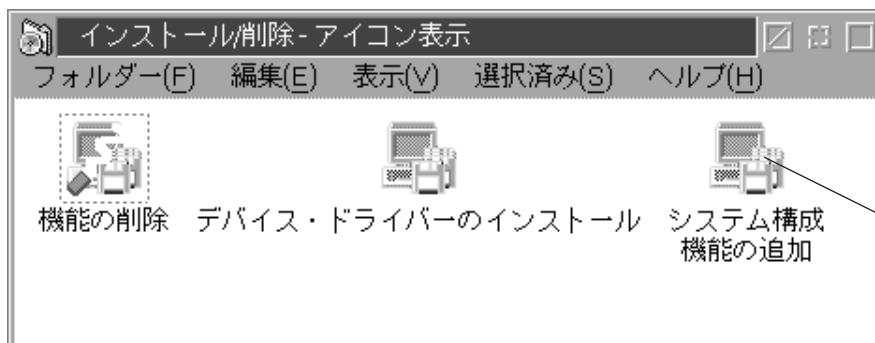 インストール/削除 - アイコン表示
フォルダー(F) 編集(E) 表示(V) 選択済み(S) ヘルプ(H)
機能の削除 デバイス・ドライバーのインストール システム構成
機能の追加